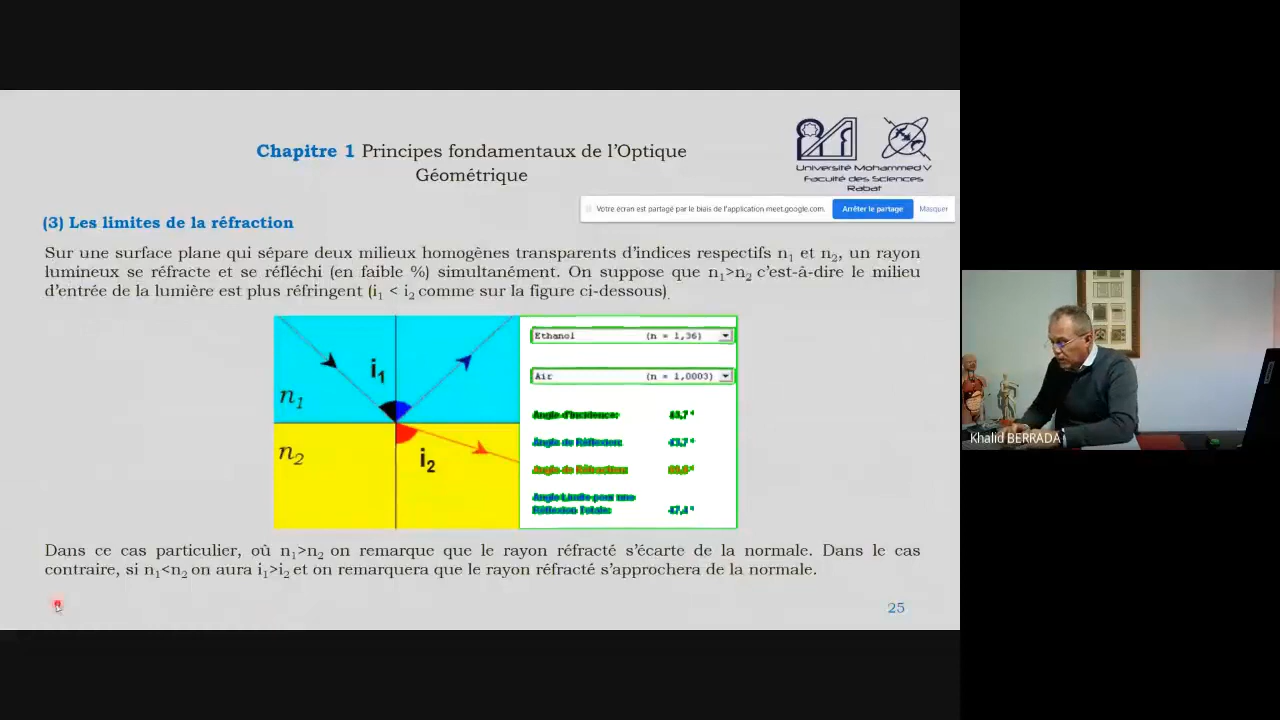 Chapitre 1 Principes fondamentaux de l'Optique
Géométrique
Université Mohammed V
Faculté des Sciences
Rabat
Votre écran est partagé par le biais de l'application meet.google.com. Arrêter le partage Masquer
(3) Les limites de la réfraction
Sur une surface plane qui sépare deux milieux homogènes transparents d'indices respectifs n1 et n2, un rayon
lumineux se réfracte et se réfléchi (en faible %) simultanément. On suppose que n1>n2 c'est-à-dire le milieu
d'entrée de la lumière est plus réfringent (i1 < i2 comme sur la figure ci-dessous).
i1
n1
n2
i2
Ethanol (n = 1,36)
Air (n = 1,0003)
Angle d'Incidence:
Angle de Réflexion: 43,7°
Angle de Réfraction:
Angle Limite pour une
Réflexion Totale: 47,4°
Dans ce cas particulier, où n1>n2 on remarque que le rayon réfracté s'écarte de la normale. Dans le cas
contraire, si n1<n2 on aura i1>i2 et on remarquera que le rayon réfracté s'approchera de la normale.
25
Khalid BERRADA